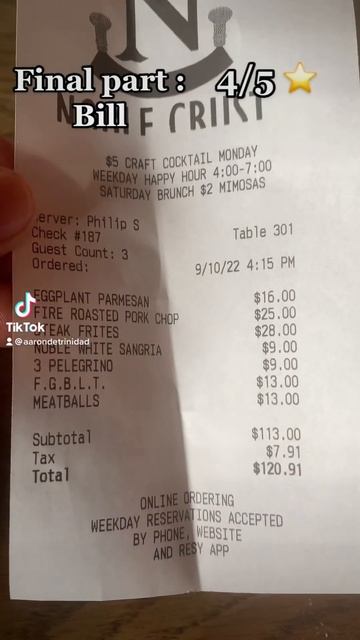 N
Final part : 4/5 ⭐
Bill
$5 CRAFT COCKTAIL MONDAY
WEEKDAY HAPPY HOUR 4:00-7:00
SATURDAY BRUNCH $2 MIMOSAS
Server: Philip S
Check #187 Table 301
Guest Count: 3
Ordered: 9/10/22 4:15 PM
EGGPLANT PARMESAN $16.00
FIRE ROASTED PORK CHOP $25.00
STEAK FRITES $28.00
NOBLE WHITE SANGRIA $9.00
3 PELEGRINO $9.00
F.G.B.L.T. $13.00
MEATBALLS $13.00
TikTok
@aarondetrinidad
Subtotal $113.00
Tax $7.91
Total $120.91
ONLINE ORDERING
WEEKDAY RESERVATIONS ACCEPTED
BY PHONE, WEBSITE
AND RESY APP